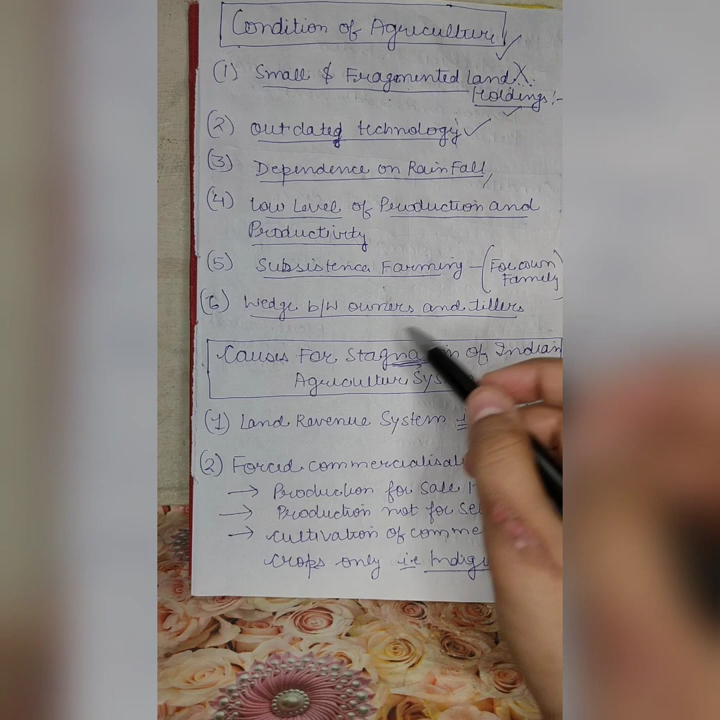 Condition of Agriculture
(1) Small & Fragmented Land
Holdings:-
(2) Outdated technology
(3) Dependence on RainFall
(4) Low Level of Production and
Productivity
(5) Subsistence Farming - (For own
Family)
(6) Wedge b/w owners and tillers
Causes For Stagnation of Indian
Agriculture Sys
(1) Land Revenue System
(2) Forced commercialisat
→ Production for Sale
→ Production not for Sel
→ Cultivation of comme
Crops only i.e Indig